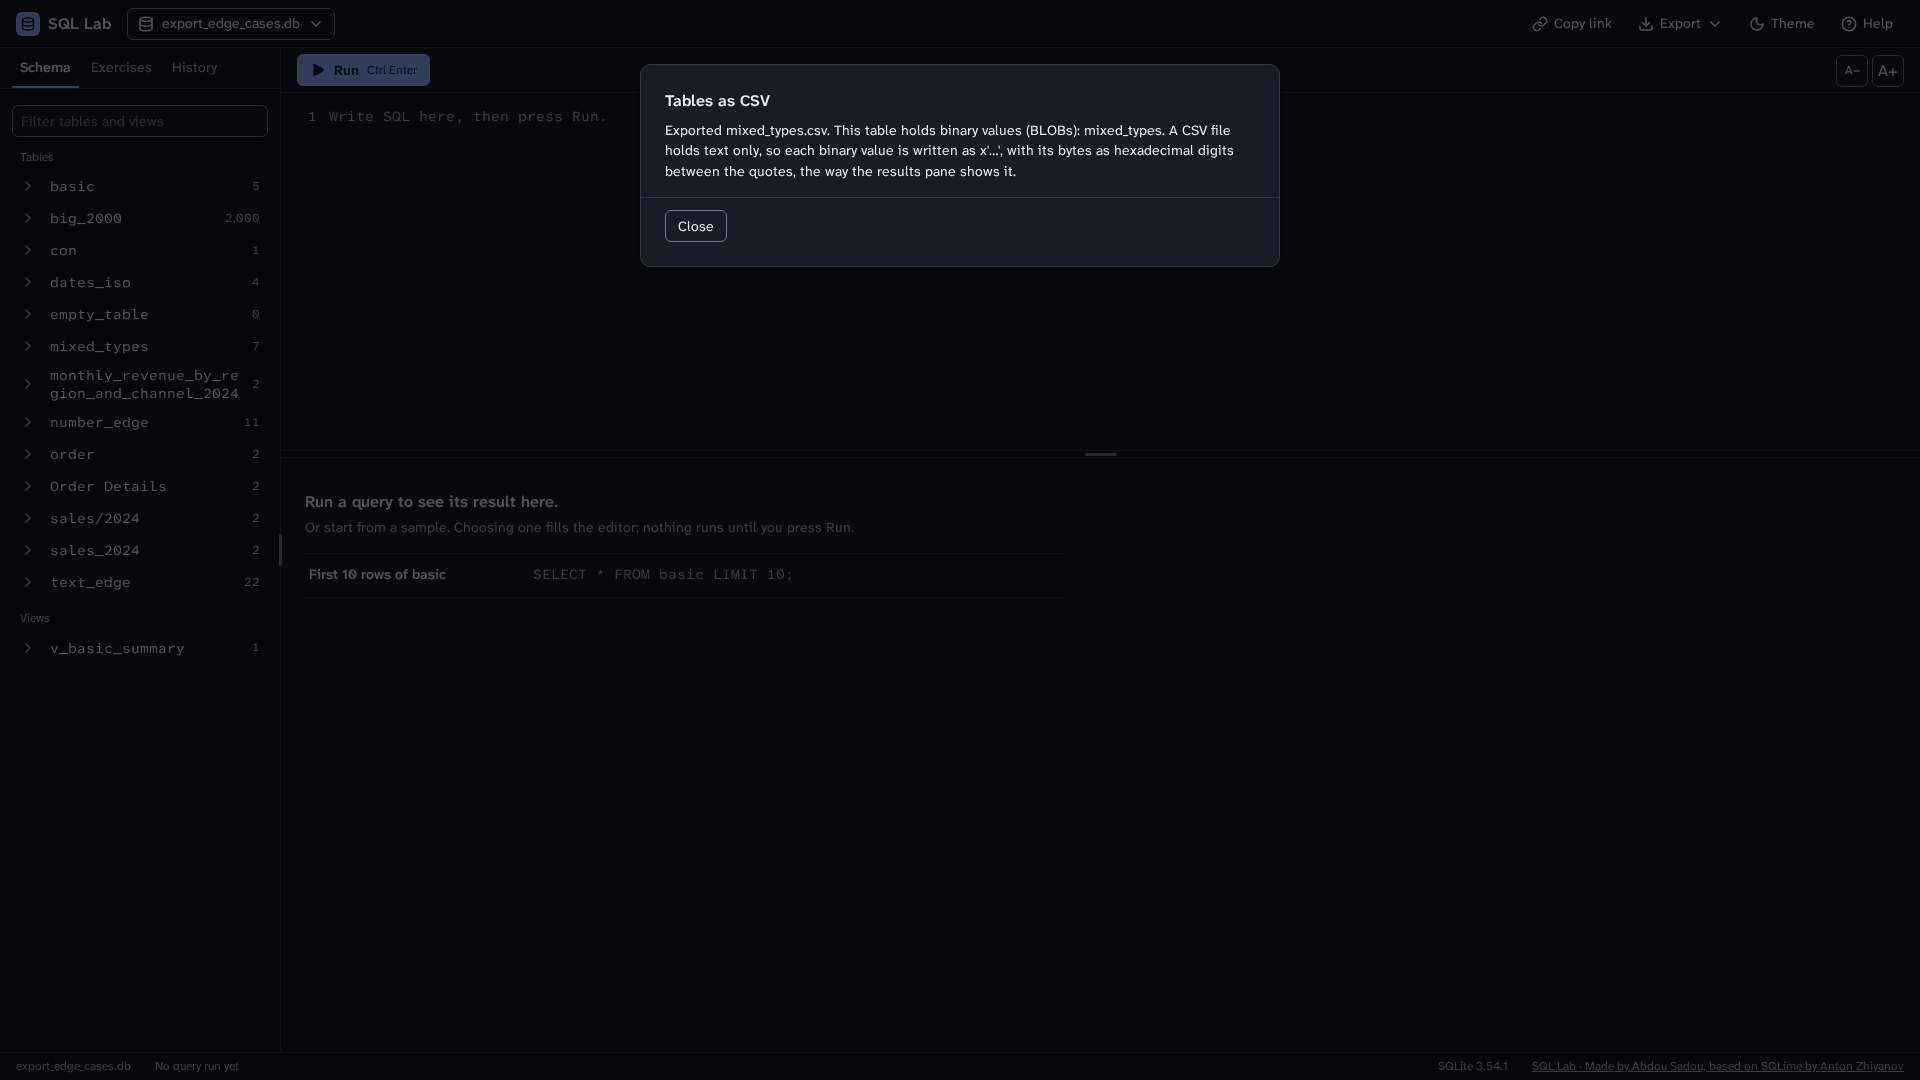 SQL Lab
export_edge_cases.db
Copy link
Export
Theme
Help
Schema
Exercises
History
Run Ctrl Enter
A−
A+
Filter tables and views
1 Write SQL here, then press Run.
Tables
basic 5
big_2000 2,000
con 1
dates_iso 4
empty_table 0
mixed_types 7
monthly_revenue_by_re
gion_and_channel_2024 2
number_edge 11
order 2
Order Details 2
sales/2024 2
sales_2024 2
text_edge 22
Views
v_basic_summary 1
Tables as CSV
Exported mixed_types.csv. This table holds binary values (BLOBs): mixed_types. A CSV file
holds text only, so each binary value is written as x'…', with its bytes as hexadecimal digits
between the quotes, the way the results pane shows it.
Close
Run a query to see its result here.
Or start from a sample. Choosing one fills the editor; nothing runs until you press Run.
First 10 rows of basic SELECT * FROM basic LIMIT 10;
export_edge_cases.db
No query run yet
SQLite 3.54.1
SQL Lab · Made by Abdou Sadou, based on SQLime by Anton Zhiyanov